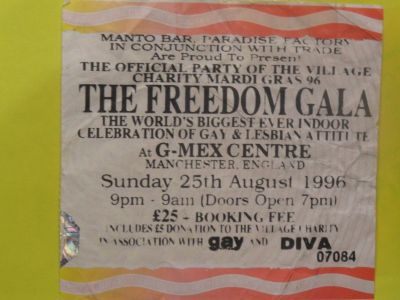 MANTO BAR, PARADISE FACTORY
IN CONJUNCTION WITH TRADE
Are Proud To Present
THE OFFICIAL PARTY OF THE VILLAGE
CHARITY MARDI GRAS 96
THE FREEDOM GALA
THE WORLD'S BIGGEST EVER INDOOR
CELEBRATION OF GAY & LESBIAN ATTITUDE
At G-MEX CENTRE
MANCHESTER, ENGLAND
Sunday 25th August 1996
9pm - 9am (Doors Open 7pm)
£25 - BOOKING FEE
INCLUDES £5 DONATION TO THE VILLAGE CHARITY
IN ASSOCIATION WITH gay AND DIVA
07084